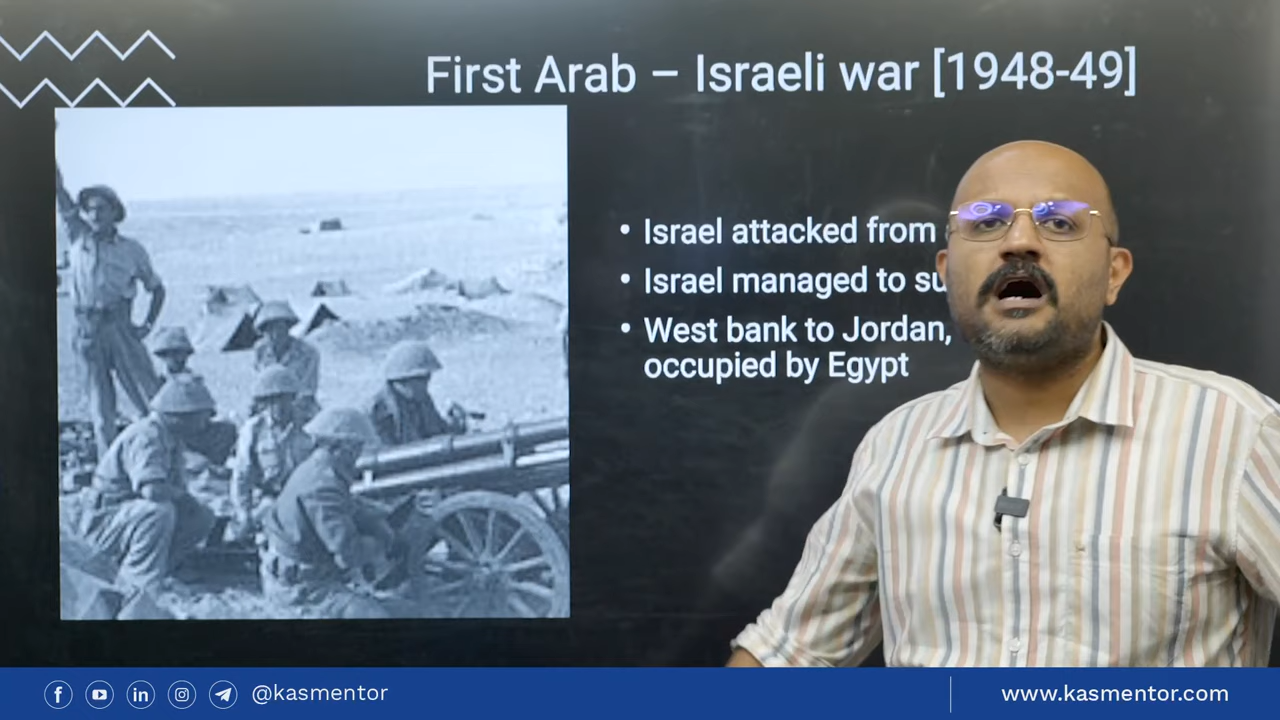 First Arab – Israeli war [1948-49]
• Israel attacked from
• Israel managed to
• West bank to Jordan,
occupied by Egypt
@kasmentor
www.kasmentor.com